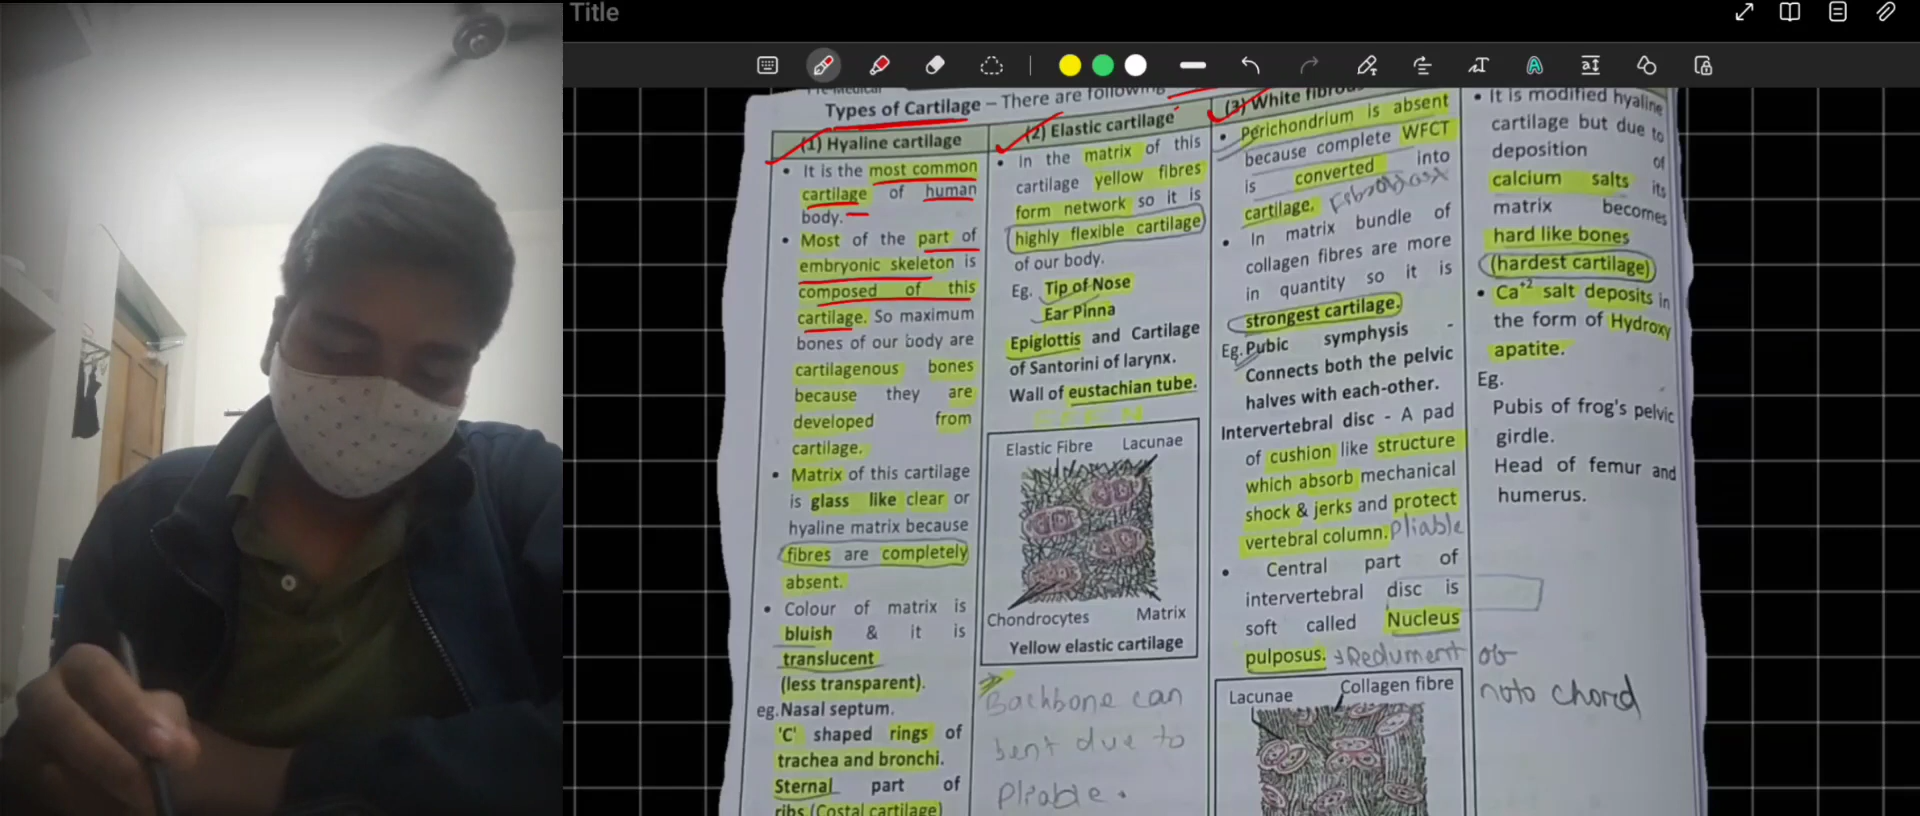 Title
Pre-Medical
Types of Cartilage – There are following
(1) Hyaline cartilage
• It is the most common
cartilage of human
body.
• Most of the part of
embryonic skeleton is
composed of this
cartilage. So maximum
bones of our body are
cartilagenous bones
because they are
developed from
cartilage.
• Matrix of this cartilage
is glass like clear or
hyaline matrix because
fibres are completely
absent.
• Colour of matrix is
bluish & it is
translucent
(less transparent).
eg. Nasal septum.
'C' shaped rings of
trachea and bronchi.
Sternal part of
ribs (Costal cartilage)
(2) Elastic cartilage
• In the matrix of this
cartilage yellow fibres
form network so it is
highly flexible cartilage
of our body.
Eg. Tip of Nose
Ear Pinna
Epiglottis and Cartilage
of Santorini of larynx.
Wall of eustachian tube.
Elastic Fibre Lacunae
Chondrocytes Matrix
Yellow elastic cartilage
Backbone can
bent due to
Pliable.
(3) White fibrous
• Perichondrium is absent
because complete WFCT
is converted into
cartilage. Fibroblast
• In matrix bundle of
collagen fibres are more
in quantity so it is
strongest cartilage.
Eg. Pubic symphysis -
Connects both the pelvic
halves with each-other.
Intervertebral disc - A pad
of cushion like structure
which absorb mechanical
shock & jerks and protect
vertebral column. Pliable
• Central part of
intervertebral disc is
soft called Nucleus
pulposus. → Redument of
noto chord
Lacunae Collagen fibre
• It is modified hyaline
cartilage but due to
deposition of
calcium salts its
matrix becomes
hard like bones
(hardest cartilage)
• Ca+2 salt deposits in
the form of Hydroxy
apatite.
Eg.
Pubis of frog's pelvic
girdle.
Head of femur and
humerus.